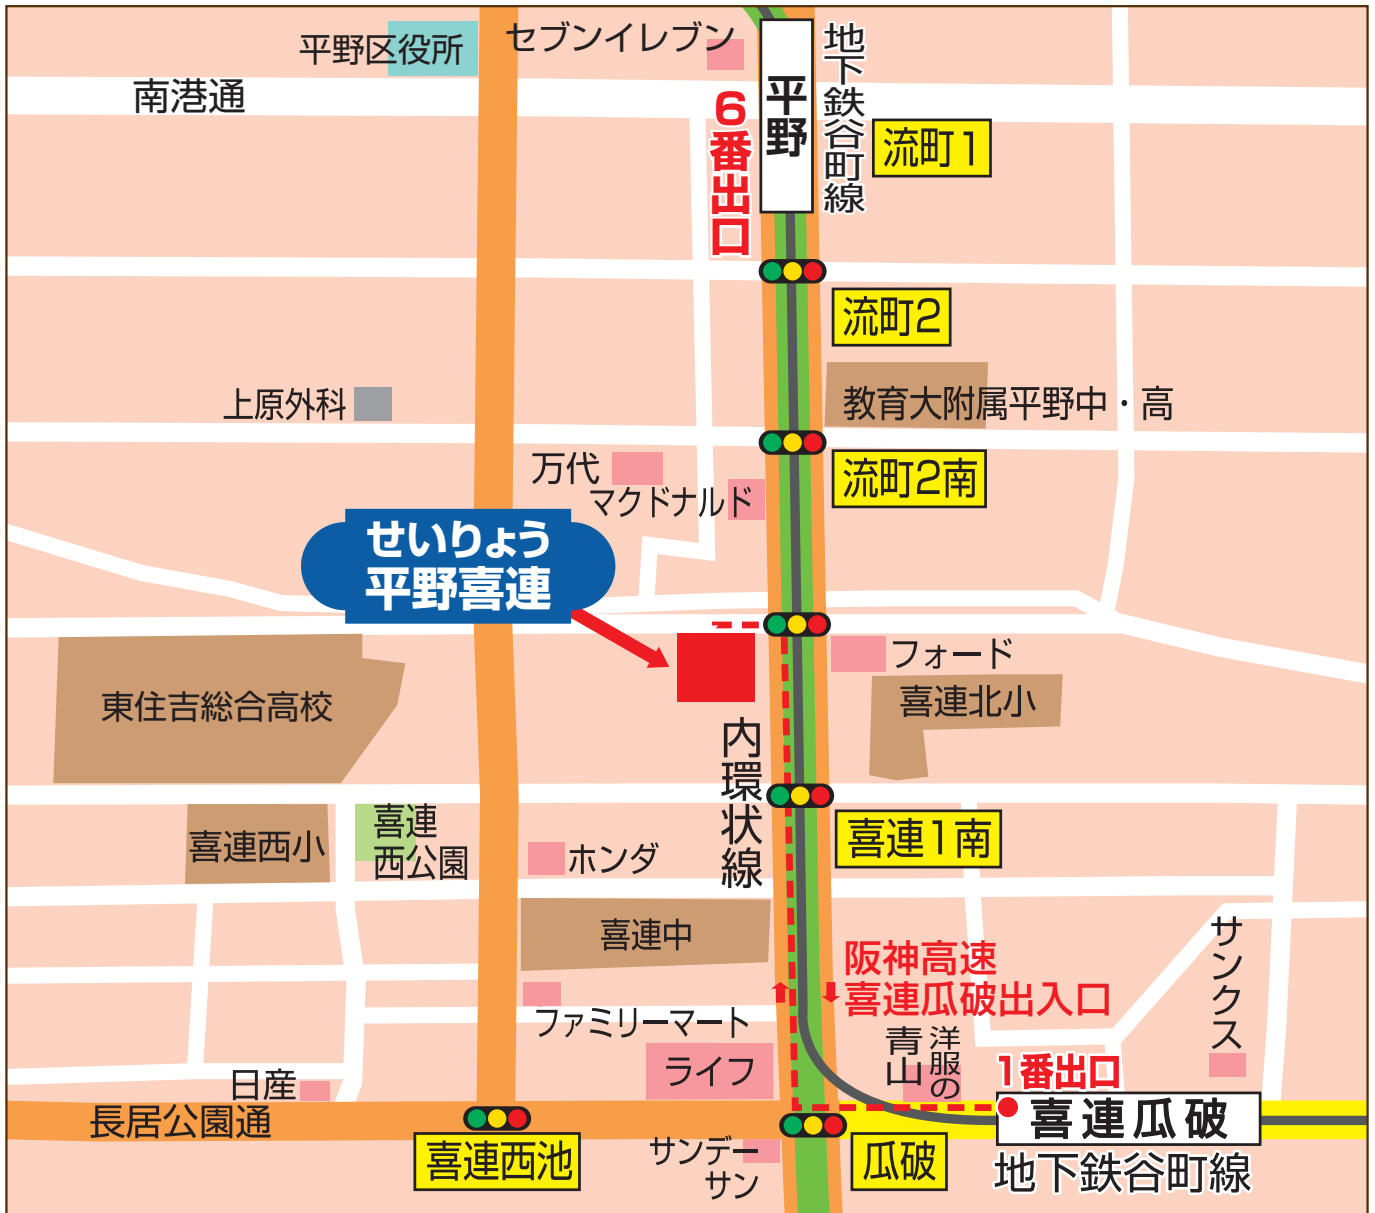 平野区役所
セブンイレブン
平野
地下鉄谷町線
南港通
6番出口
流町1
流町2
上原外科
教育大附属平野中・高
万代
マクドナルド
流町2南
せいりょう
平野喜連
フォード
喜連北小
東住吉総合高校
内環状線
喜連
西公園
喜連西小
ホンダ
喜連1南
喜連中
サンクス
阪神高速
喜連瓜破出入口
ファミリーマート
洋服の
青山
ライフ
1番出口
日産
長居公園通
喜連瓜破
喜連西池
サンデー
サン
瓜破
地下鉄谷町線